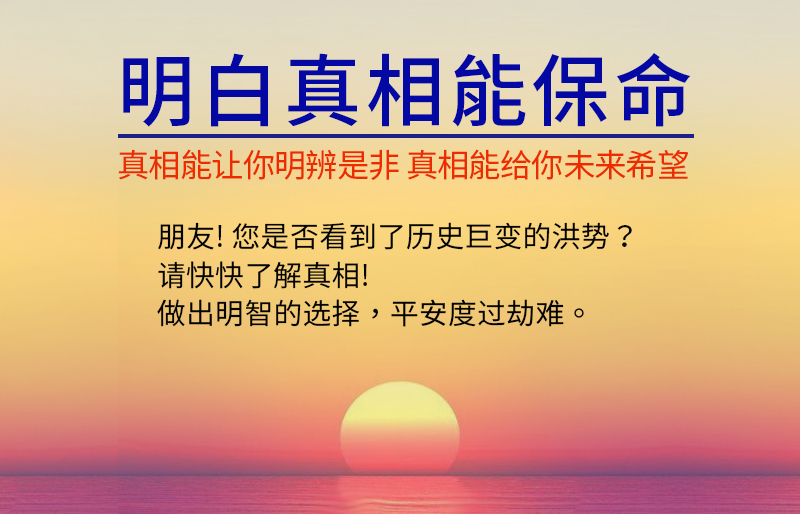 明白真相能保命
真相能让你明辨是非 真相能给你未来希望
朋友! 您是否看到了历史巨变的洪势？
请快快了解真相!
做出明智的选择，平安度过劫难。